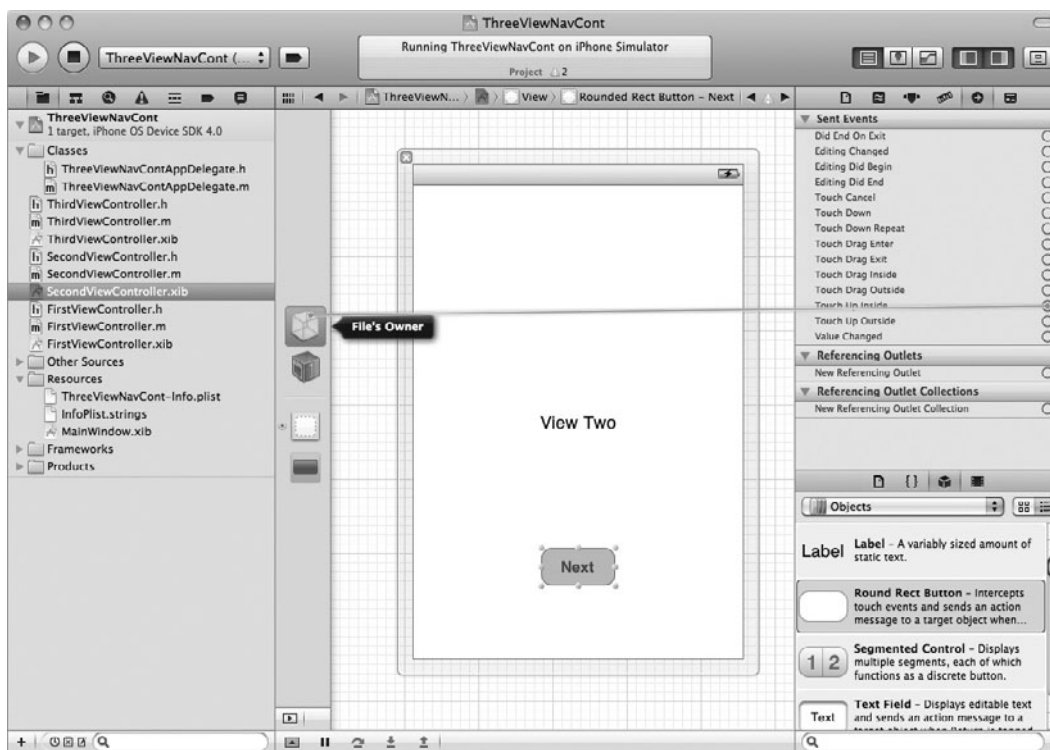 ThreeViewNavCont
ThreeViewNavCont (...
Running ThreeViewNavCont on iPhone Simulator
Project 2
ThreeViewN... View Rounded Rect Button - Next
ThreeViewNavCont
1 target, iPhone OS Device SDK 4.0
Classes
h ThreeViewNavContAppDelegate.h
m ThreeViewNavContAppDelegate.m
h ThirdViewController.h
m ThirdViewController.m
ThirdViewController.xib
h SecondViewController.h
m SecondViewController.m
SecondViewController.xib
h FirstViewController.h
m FirstViewController.m
FirstViewController.xib
Other Sources
Resources
ThreeViewNavCont-Info.plist
InfoPlist.strings
MainWindow.xib
Frameworks
Products
File's Owner
View Two
Next
Sent Events
Did End On Exit
Editing Changed
Editing Did Begin
Editing Did End
Touch Cancel
Touch Down
Touch Down Repeat
Touch Drag Enter
Touch Drag Exit
Touch Drag Inside
Touch Drag Outside
Touch Up Inside
Touch Up Outside
Value Changed
Referencing Outlets
New Referencing Outlet
Referencing Outlet Collections
New Referencing Outlet Collection
{}
Objects
Label
Label - A variably sized amount of
static text.
Round Rect Button - Intercepts
touch events and sends an action
message to a target object when...
1 2
Segmented Control - Displays
multiple segments, each of which
functions as a discrete button.
Text
Text Field - Displays editable text
and sends an action message to a
target object when Return is tapped